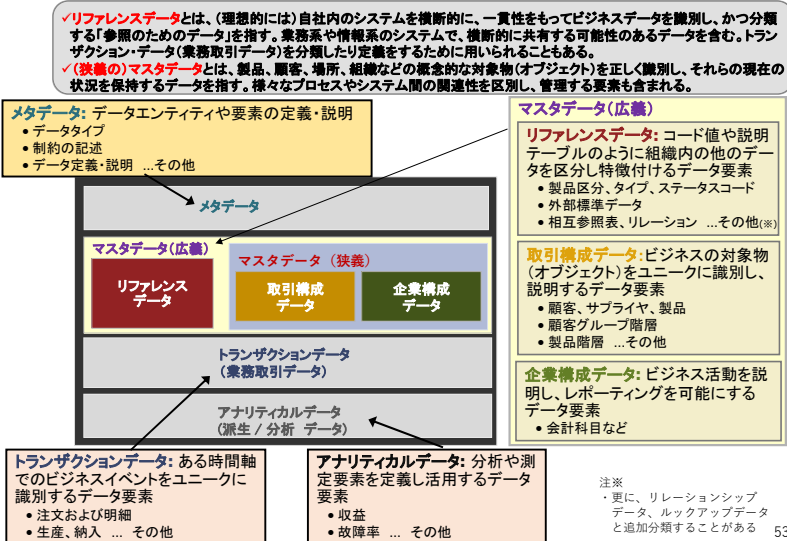 ✓リファレンスデータとは、(理想的には)自社内のシステムを横断的に、一貫性をもってビジネスデータを識別し、かつ分類
する「参照のためのデータ」を指す。業務系や情報系のシステムで、横断的に共有する可能性のあるデータを含む。トラン
ザクション・データ(業務取引データ)を分類したり定義をするために用いられることもある。
✓(狭義の)マスタデータとは、製品、顧客、場所、組織などの概念的な対象物(オブジェクト)を正しく識別し、それらの現在の
状況を保持するデータを指す。様々なプロセスやシステム間の関連性を区別し、管理する要素も含まれる。
メタデータ: データエンティティや要素の定義・説明
• データタイプ
• 制約の記述
• データ定義・説明 …その他
メタデータ
マスタデータ(広義)
リファレンス
データ
マスタデータ (狭義)
取引構成
データ
企業構成
データ
トランザクションデータ
(業務取引データ)
アナリティカルデータ
(派生 / 分析 データ)
マスタデータ(広義)
リファレンスデータ: コード値や説明
テーブルのように組織内の他のデー
タを区分し特徴付けるデータ要素
• 製品区分、タイプ、ステータスコード
• 外部標準データ
• 相互参照表、リレーション …その他(※)
取引構成データ:ビジネスの対象物
(オブジェクト)をユニークに識別し、
説明するデータ要素
• 顧客、サプライヤ、製品
• 顧客グループ階層
• 製品階層 …その他
企業構成データ: ビジネス活動を説
明し、レポーティングを可能にする
データ要素
• 会計科目など
トランザクションデータ: ある時間軸
でのビジネスイベントをユニークに
識別するデータ要素
• 注文および明細
• 生産、納入 … その他
アナリティカルデータ: 分析や測
定要素を定義し活用するデータ
要素
• 収益
• 故障率 … その他
注※
・更に、リレーションシップ
データ、ルックアップデータ
と追加分類することがある
53